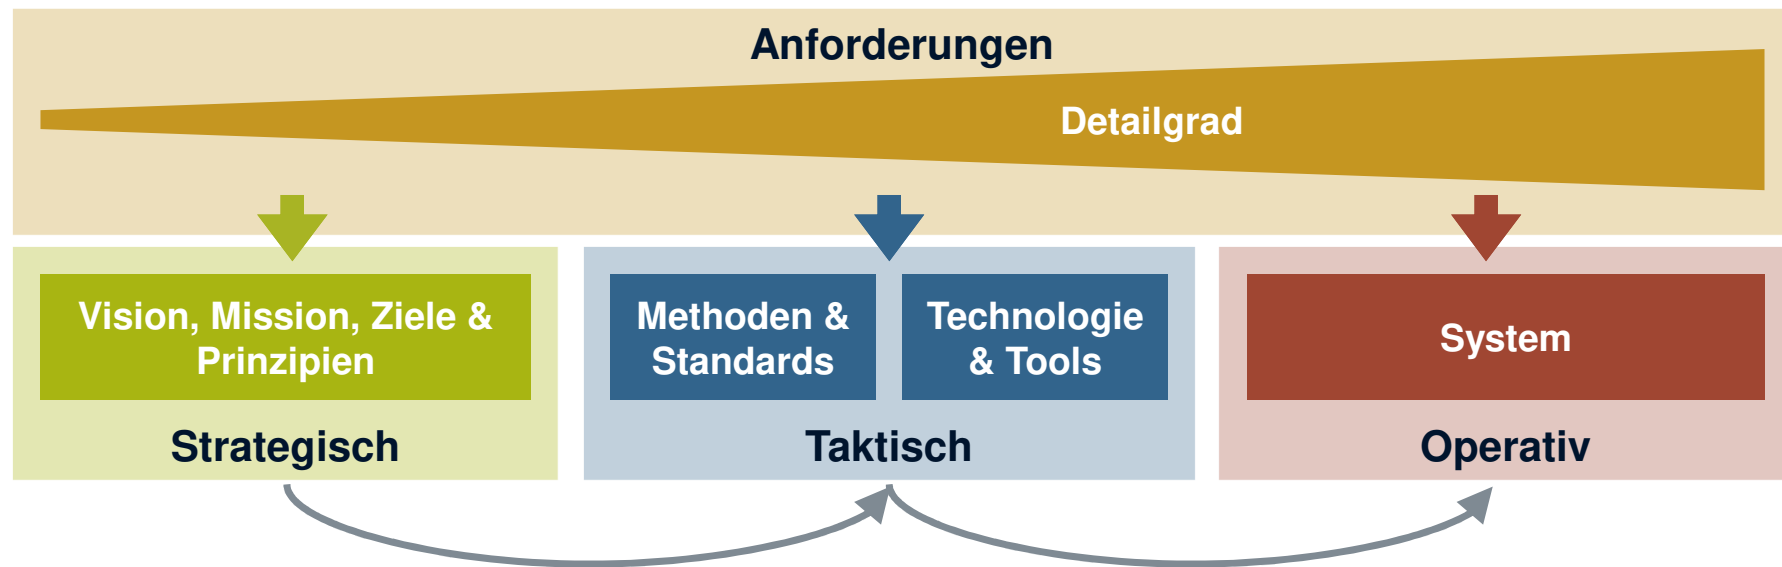 Anforderungen
Detailgrad
Vision, Mission, Ziele &
Prinzipien
Strategisch
Methoden &
Standards
Technologie
& Tools
Taktisch
System
Operativ